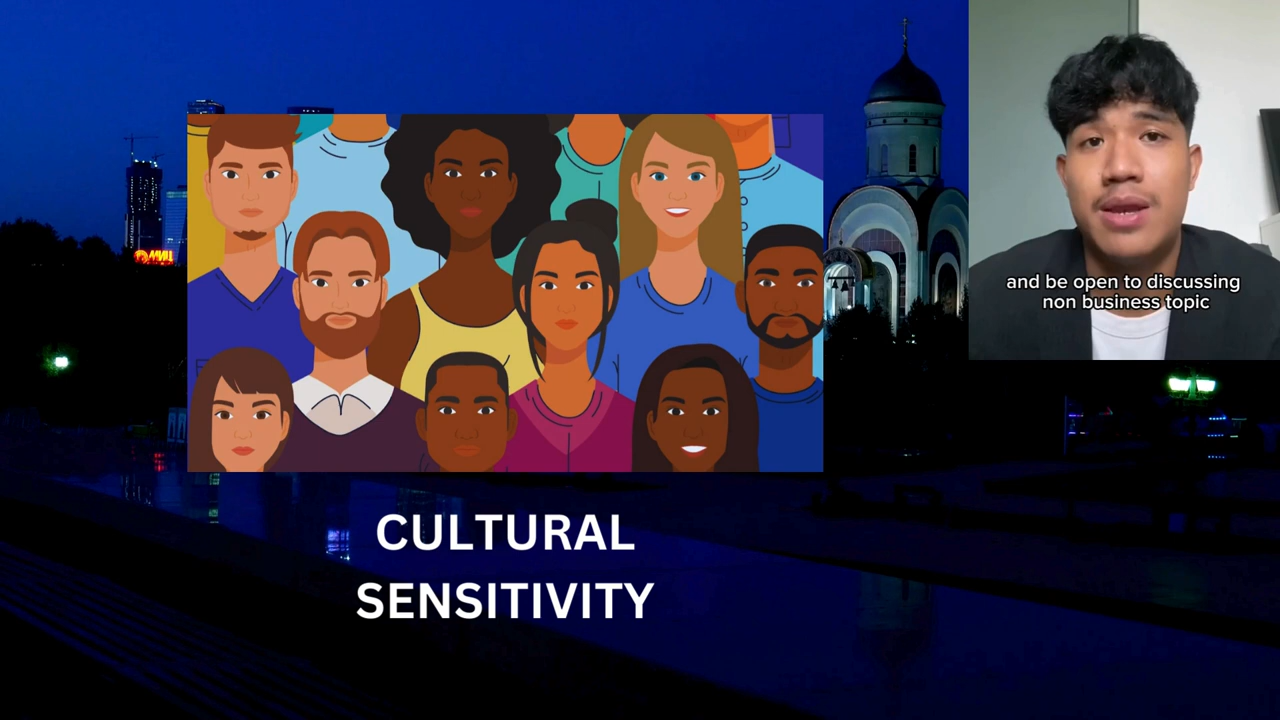 and be open to discussing
non business topic
CULTURAL
SENSITIVITY